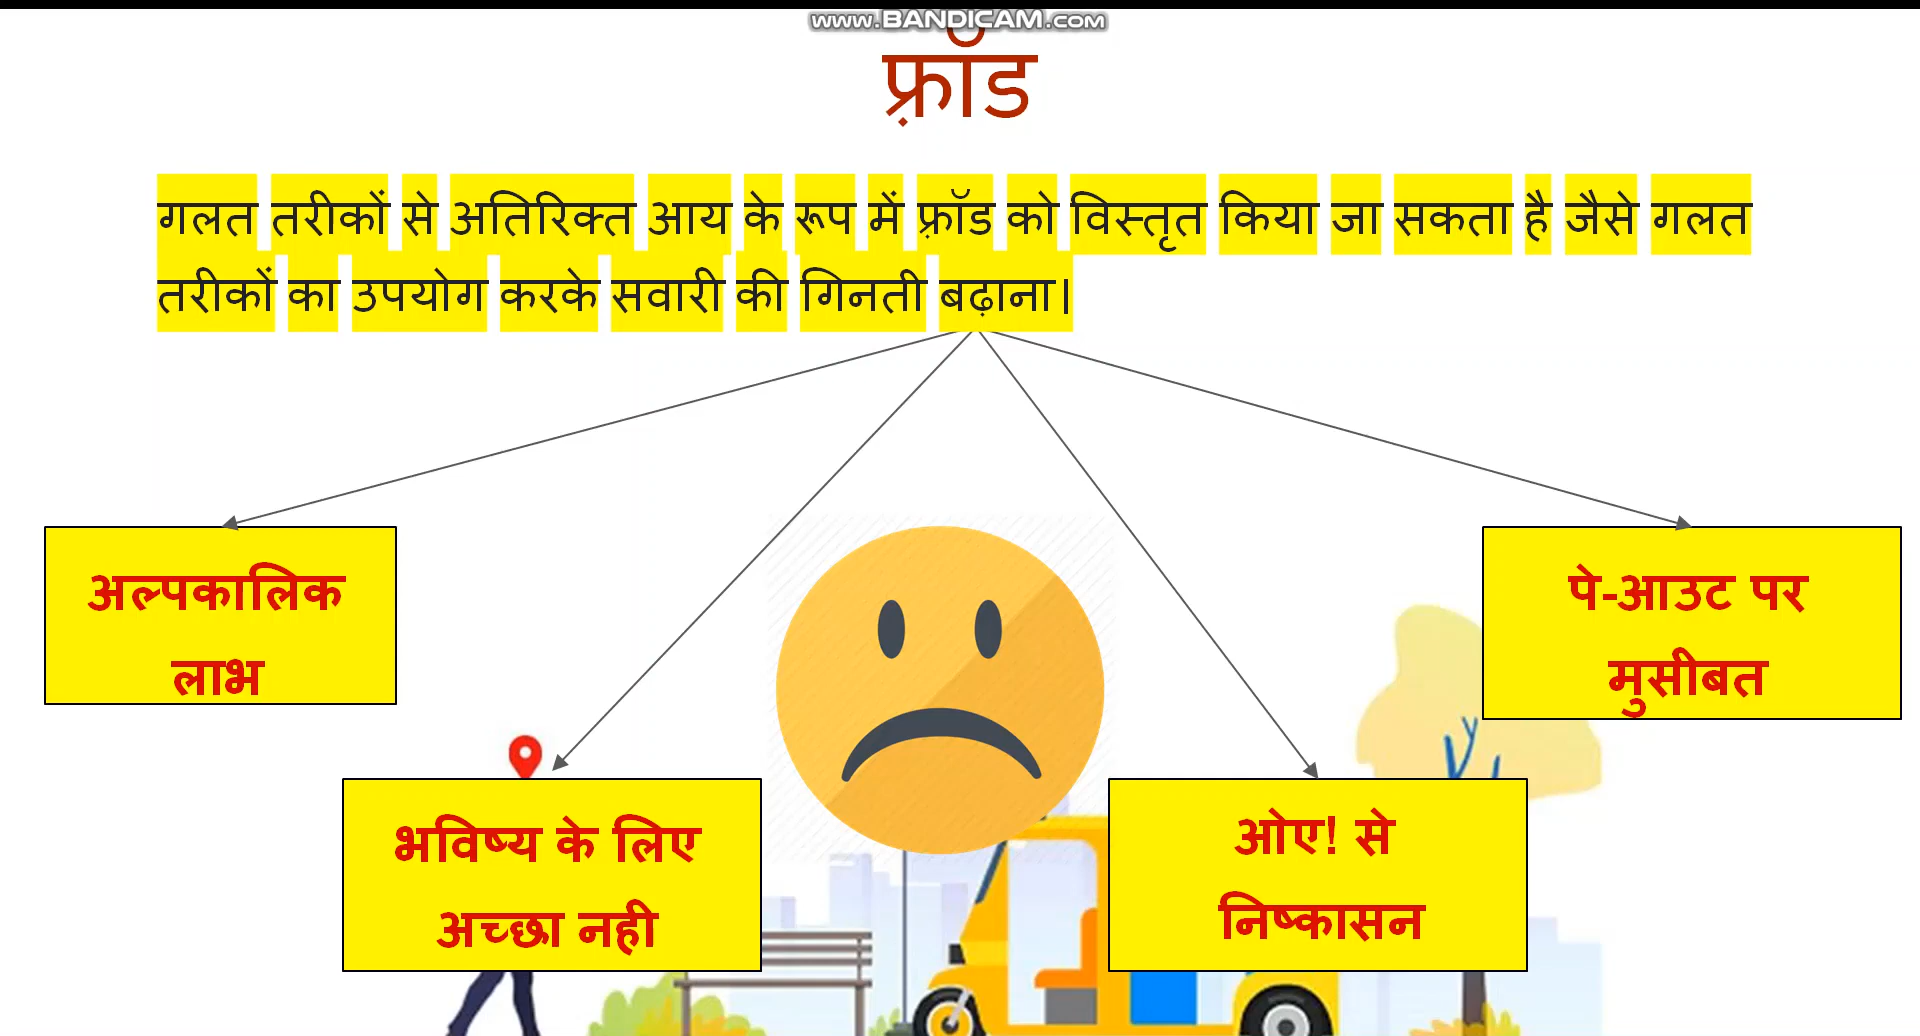 www.BANDICAM.com
फ़्रॉड
गलत तरीकों से अतिरिक्त आय के रूप में फ़्रॉड को विस्तृत किया जा सकता है जैसे गलत
तरीकों का उपयोग करके सवारी की गिनती बढ़ाना।
अल्पकालिक
लाभ
पे-आउट पर
मुसीबत
भविष्य के लिए
अच्छा नही
ओए! से
निष्कासन